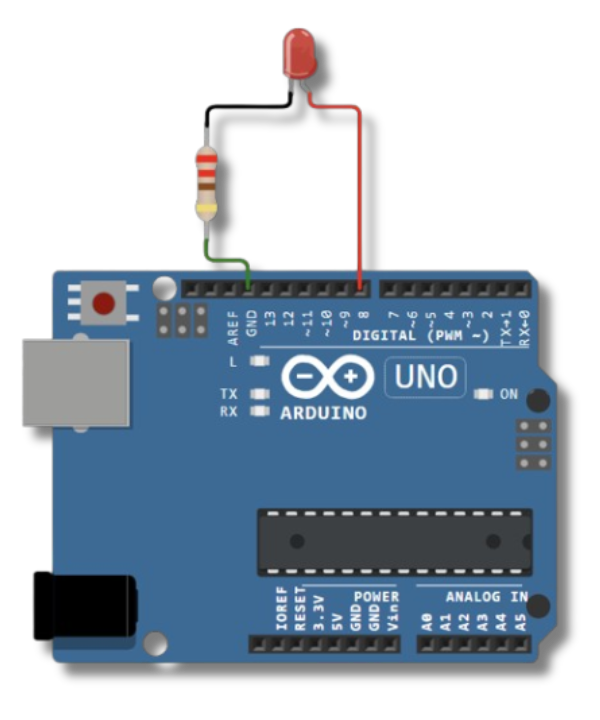 AREF
GND
13
12
~11
~10
~9
8
7
~6
~5
4
~3
2
TX→1
RX←0
DIGITAL (PWM ~)
L
TX
RX
UNO
ON
ARDUINO
IOREF
RESET
3.3V
5V
GND
GND
Vin
POWER
ANALOG IN
A0
A1
A2
A3
A4
A5